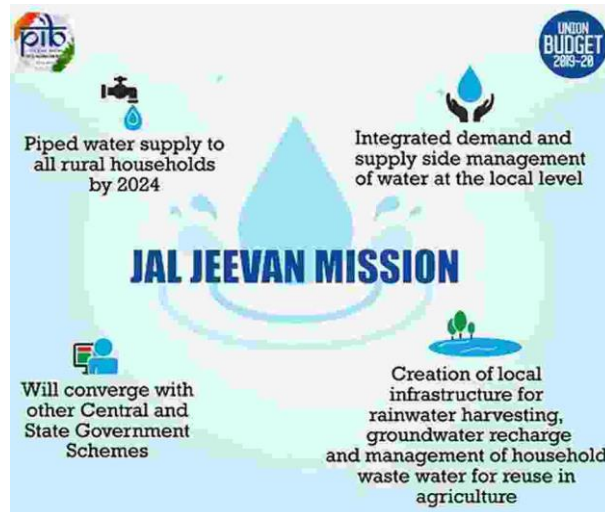 pib
UNION
BUDGET
2019-20
Piped water supply to
all rural households
by 2024
Integrated demand and
supply side management
of water at the local level
JAL JEEVAN MISSION
Will converge with
other Central and
State Government
Schemes
Creation of local
infrastructure for
rainwater harvesting,
groundwater recharge
and management of household
waste water for reuse in
agriculture